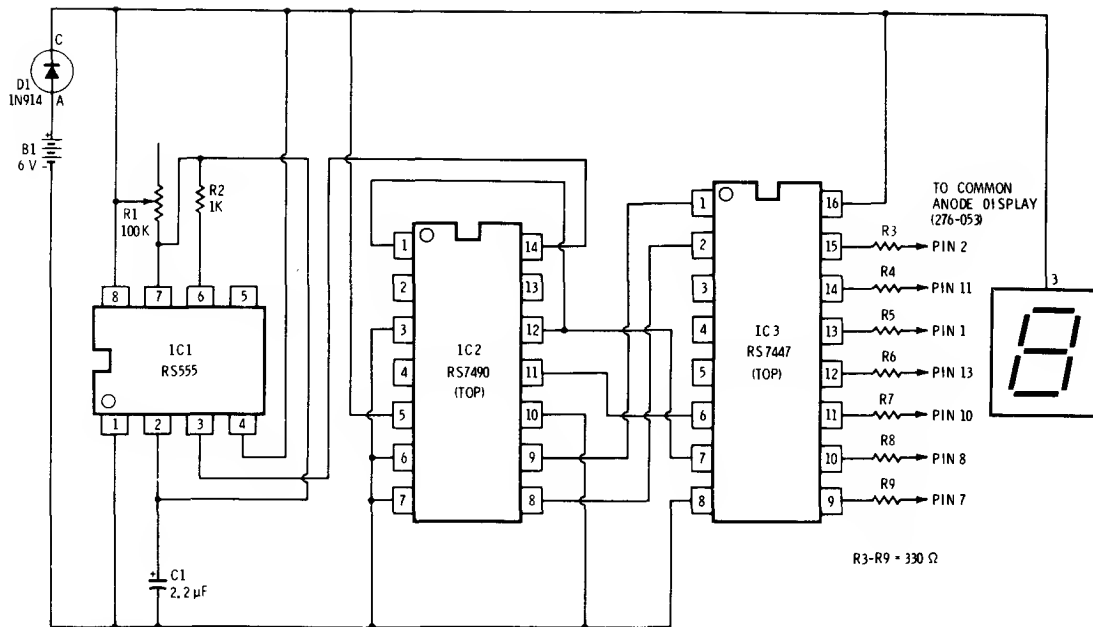 C
D1
1N914
A
+
B1
6 V -
R1
100 K
R2
1K
8 7 6 5
IC1
RS555
1 2 3 4
+
C1
2.2 µF
1 14
2 13
3 12
4 11
5 10
6 9
7 8
IC2
RS7490
(TOP)
1 16
2 15
3 14
4 13
5 12
6 11
7 10
8 9
IC3
RS7447
(TOP)
TO COMMON
ANODE DISPLAY
(276-053)
R3 PIN 2
R4 PIN 11
R5 PIN 1
R6 PIN 13
R7 PIN 10
R8 PIN 8
R9 PIN 7
3
R3-R9 = 330 Ω